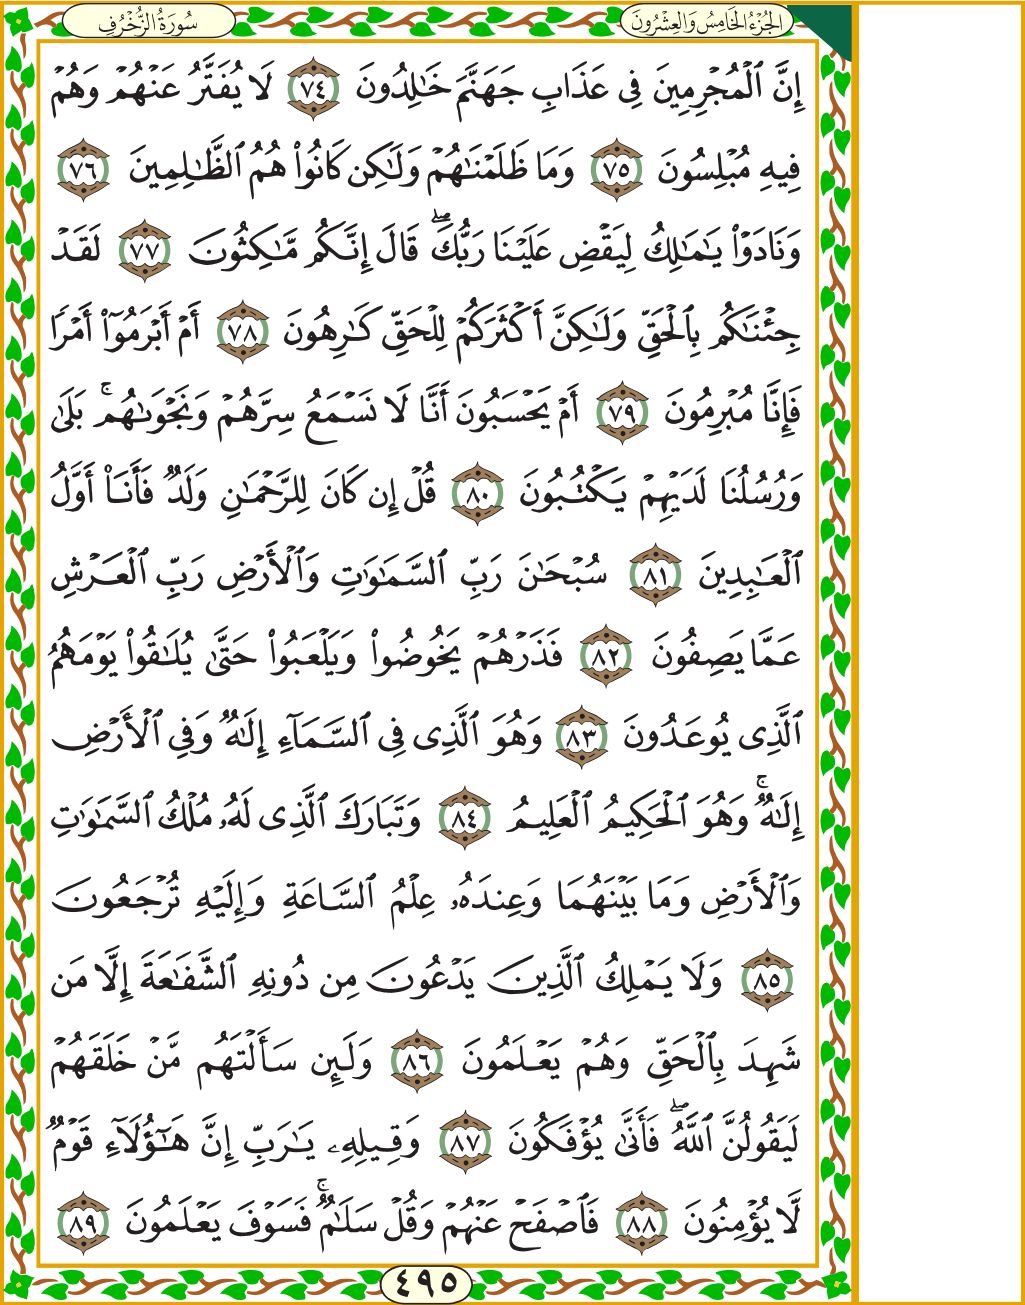 الجُزْءُ الخَامِسُ وَالعِشْرُونَ
سُورَةُ الزُّخْرُفِ
إِنَّ ٱلْمُجْرِمِينَ فِى عَذَابِ جَهَنَّمَ خَـٰلِدُونَ ٧٤ لَا يُفَتَّرُ عَنْهُمْ وَهُمْ
فِيهِ مُبْلِسُونَ ٧٥ وَمَا ظَلَمْنَـٰهُمْ وَلَـٰكِن كَانُوا۟ هُمُ ٱلظَّـٰلِمِينَ ٧٦
وَنَادَوْا۟ يَـٰمَـٰلِكُ لِيَقْضِ عَلَيْنَا رَبُّكَ ۖ قَالَ إِنَّكُم مَّـٰكِثُونَ ٧٧ لَقَدْ
جِئْنَـٰكُم بِٱلْحَقِّ وَلَـٰكِنَّ أَكْثَرَكُمْ لِلْحَقِّ كَـٰرِهُونَ ٧٨ أَمْ أَبْرَمُوٓا۟ أَمْرًا
فَإِنَّا مُبْرِمُونَ ٧٩ أَمْ يَحْسَبُونَ أَنَّا لَا نَسْمَعُ سِرَّهُمْ وَنَجْوَىٰهُم ۚ بَلَىٰ
وَرُسُلُنَا لَدَيْهِمْ يَكْتُبُونَ ٨٠ قُلْ إِن كَانَ لِلرَّحْمَـٰنِ وَلَدٌ فَأَنَا۠ أَوَّلُ
ٱلْعَـٰبِدِينَ ٨١ سُبْحَـٰنَ رَبِّ ٱلسَّمَـٰوَٰتِ وَٱلْأَرْضِ رَبِّ ٱلْعَرْشِ
عَمَّا يَصِفُونَ ٨٢ فَذَرْهُمْ يَخُوضُوا۟ وَيَلْعَبُوا۟ حَتَّىٰ يُلَـٰقُوا۟ يَوْمَهُمُ
ٱلَّذِى يُوعَدُونَ ٨٣ وَهُوَ ٱلَّذِى فِى ٱلسَّمَآءِ إِلَـٰهٌ وَفِى ٱلْأَرْضِ
إِلَـٰهٌ ۚ وَهُوَ ٱلْحَكِيمُ ٱلْعَلِيمُ ٨٤ وَتَبَارَكَ ٱلَّذِى لَهُۥ مُلْكُ ٱلسَّمَـٰوَٰتِ
وَٱلْأَرْضِ وَمَا بَيْنَهُمَا وَعِندَهُۥ عِلْمُ ٱلسَّاعَةِ وَإِلَيْهِ تُرْجَعُونَ
٨٥ وَلَا يَمْلِكُ ٱلَّذِينَ يَدْعُونَ مِن دُونِهِ ٱلشَّفَـٰعَةَ إِلَّا مَن
شَهِدَ بِٱلْحَقِّ وَهُمْ يَعْلَمُونَ ٨٦ وَلَئِن سَأَلْتَهُم مَّنْ خَلَقَهُمْ
لَيَقُولُنَّ ٱللَّهُ ۖ فَأَنَّىٰ يُؤْفَكُونَ ٨٧ وَقِيلِهِۦ يَـٰرَبِّ إِنَّ هَـٰٓؤُلَآءِ قَوْمٌ
لَّا يُؤْمِنُونَ ٨٨ فَٱصْفَحْ عَنْهُمْ وَقُلْ سَلَـٰمٌ ۚ فَسَوْفَ يَعْلَمُونَ ٨٩
٤٩٥